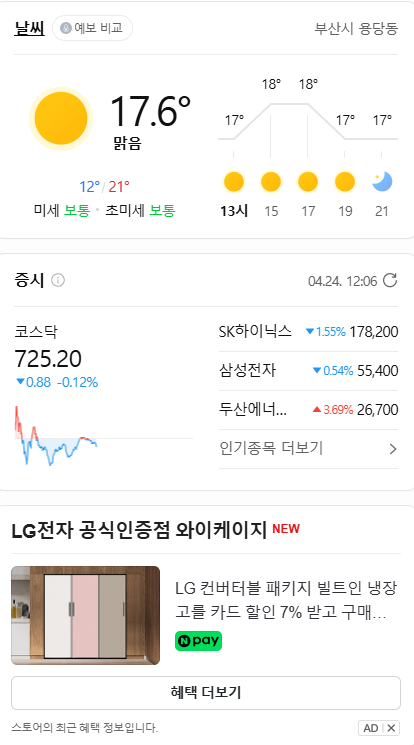 날씨 예보 비교 부산시 용당동
17.6°
맑음
12° / 21°
미세 보통 · 초미세 보통
17° 18° 18° 17° 17°
13시 15 17 19 21
증시 04.24. 12:06
코스닥
725.20
▼0.88 -0.12%
SK하이닉스 ▼1.55% 178,200
삼성전자 ▼0.54% 55,400
두산에너... ▲3.69% 26,700
인기종목 더보기
LG전자 공식인증점 와이케이지 NEW
LG 컨버터블 패키지 빌트인 냉장
고를 카드 할인 7% 받고 구매...
N pay
혜택 더보기
스토어의 최근 혜택 정보입니다. AD X